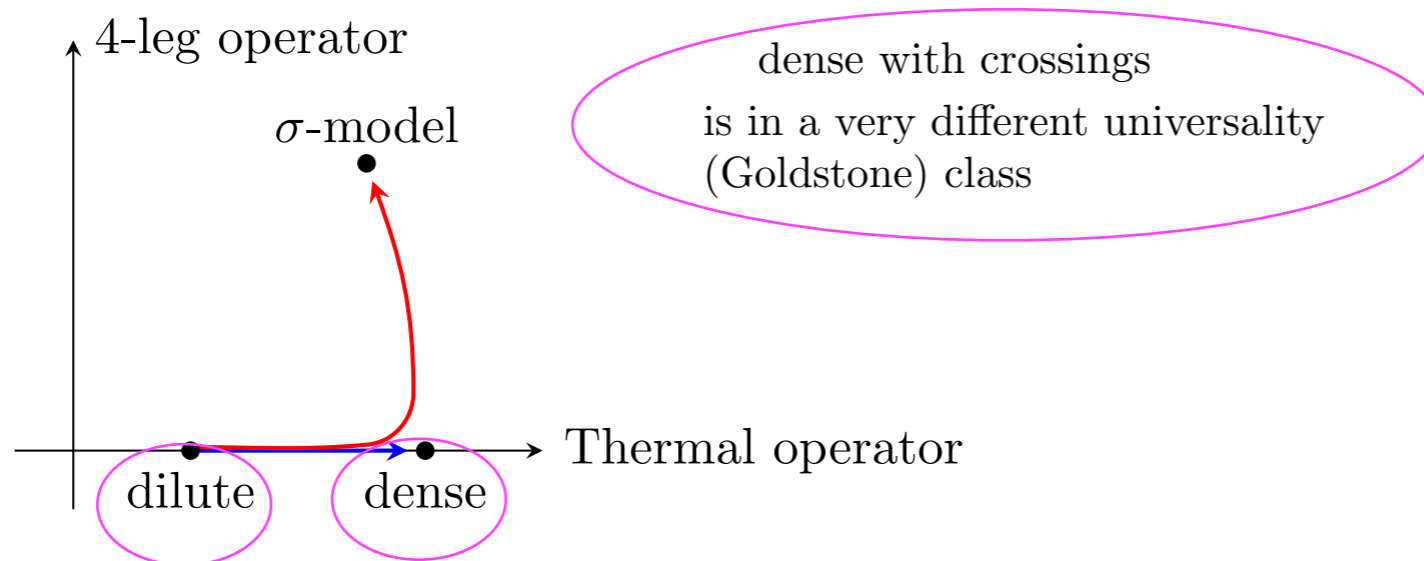 4-leg operator
dense with crossings
is in a very different universality
(Goldstone) class
σ-model
Thermal operator
dilute
dense